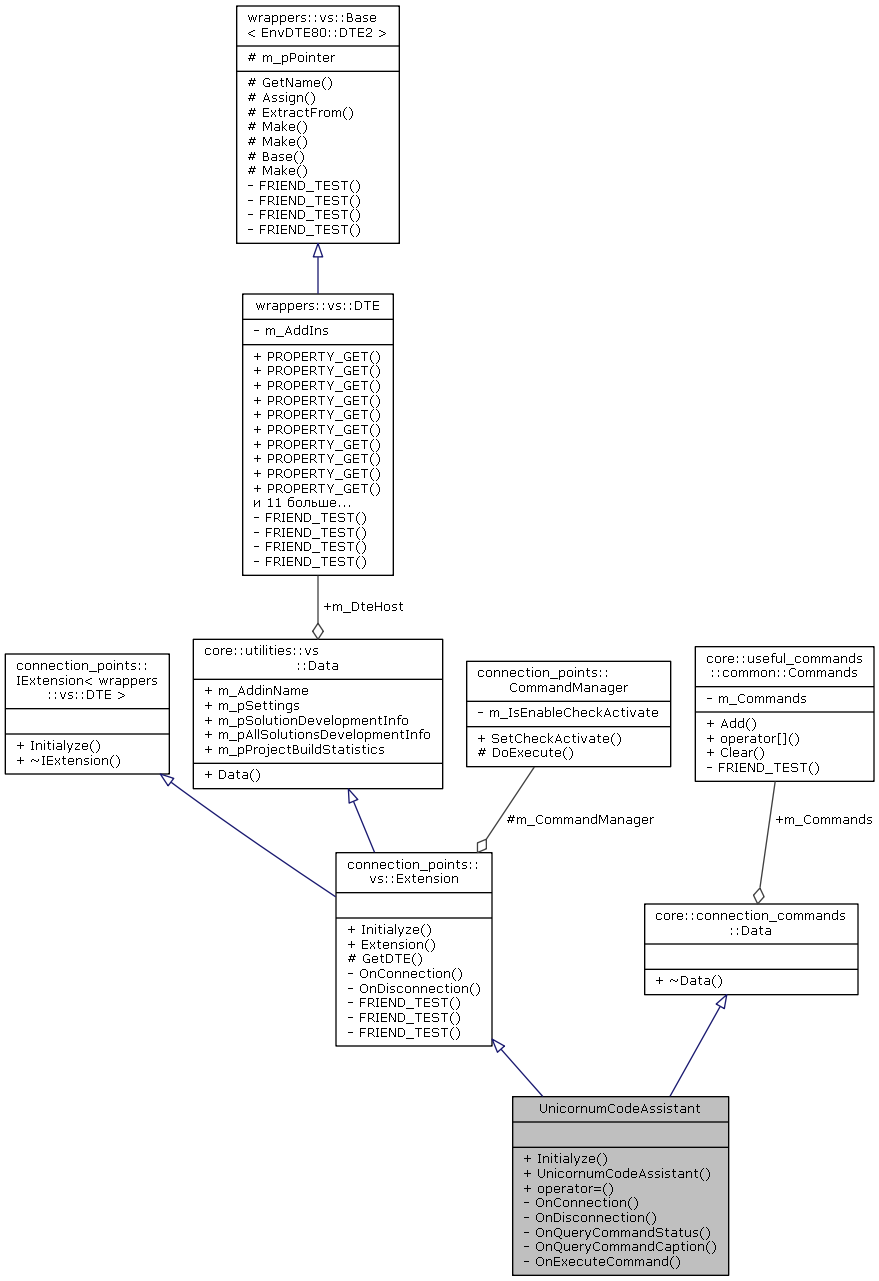 wrappers::vs::Base
< EnvDTE80::DTE2 >
# m_pPointer
# GetName()
# Assign()
# ExtractFrom()
# Make()
# Make()
# Base()
# Make()
- FRIEND_TEST()
- FRIEND_TEST()
- FRIEND_TEST()
- FRIEND_TEST()
wrappers::vs::DTE
- m_AddIns
+ PROPERTY_GET()
+ PROPERTY_GET()
+ PROPERTY_GET()
+ PROPERTY_GET()
+ PROPERTY_GET()
+ PROPERTY_GET()
+ PROPERTY_GET()
+ PROPERTY_GET()
+ PROPERTY_GET()
+ PROPERTY_GET()
и 11 больше...
- FRIEND_TEST()
- FRIEND_TEST()
- FRIEND_TEST()
- FRIEND_TEST()
+m_DteHost
connection_points::
IExtension< wrappers
::vs::DTE >
+ Initialyze()
+ ~IExtension()
core::utilities::vs
::Data
+ m_AddinName
+ m_pSettings
+ m_pSolutionDevelopmentInfo
+ m_pAllSolutionsDevelopmentInfo
+ m_pProjectBuildStatistics
+ Data()
connection_points::
CommandManager
- m_IsEnableCheckActivate
+ SetCheckActivate()
# DoExecute()
core::useful_commands
::common::Commands
- m_Commands
+ Add()
+ operator[]()
+ Clear()
- FRIEND_TEST()
#m_CommandManager
+m_Commands
connection_points::
vs::Extension
+ Initialyze()
+ Extension()
# GetDTE()
- OnConnection()
- OnDisconnection()
- FRIEND_TEST()
- FRIEND_TEST()
- FRIEND_TEST()
core::connection_commands
::Data
+ ~Data()
UnicornumCodeAssistant
+ Initialyze()
+ UnicornumCodeAssistant()
+ operator=()
- OnConnection()
- OnDisconnection()
- OnQueryCommandStatus()
- OnQueryCommandCaption()
- OnExecuteCommand()